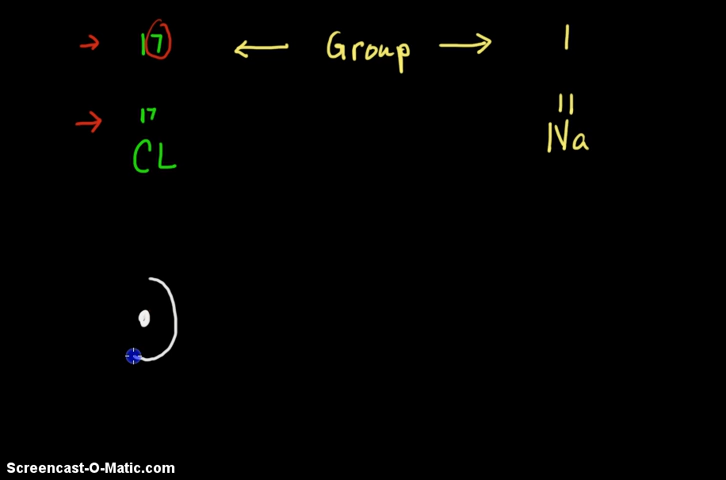 17 ← Group → 1
17 11
CL Na
Screencast-O-Matic.com